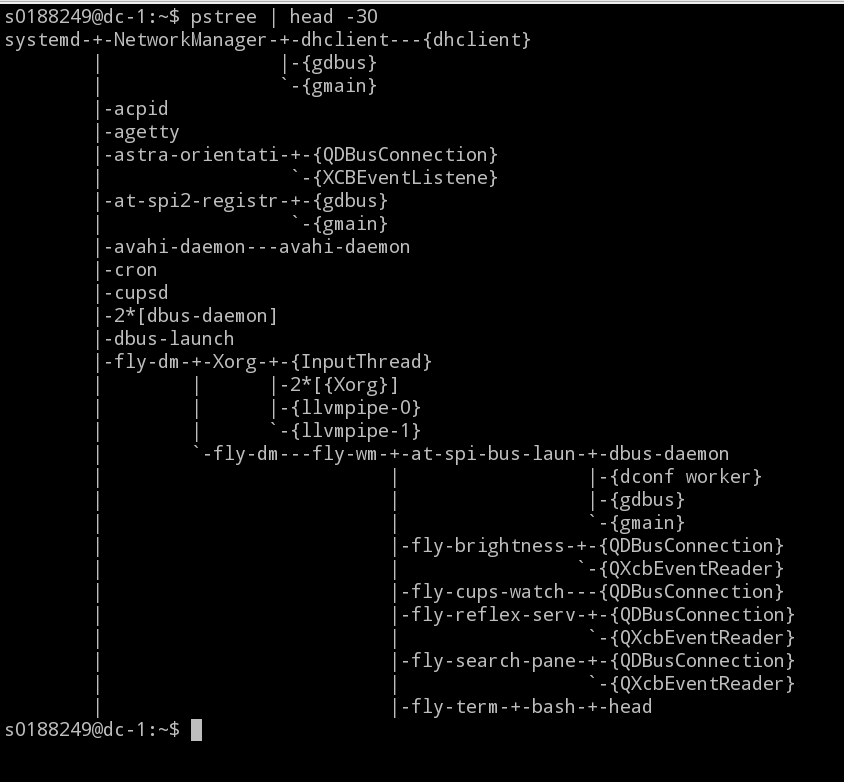 s0188249@dc-1:~$ pstree | head -30
systemd-+-NetworkManager-+-dhclient---{dhclient}
        |                |-{gdbus}
        |                `-{gmain}
        |-acpid
        |-agetty
        |-astra-orientati-+-{QDBusConnection}
        |                 `-{XCBEventListene}
        |-at-spi2-registr-+-{gdbus}
        |                 `-{gmain}
        |-avahi-daemon---avahi-daemon
        |-cron
        |-cupsd
        |-2*[dbus-daemon]
        |-dbus-launch
        |-fly-dm-+-Xorg-+-{InputThread}
        |        |      |-2*[{Xorg}]
        |        |      |-{llvmpipe-0}
        |        |      `-{llvmpipe-1}
        |        `-fly-dm---fly-wm-+-at-spi-bus-laun-+-dbus-daemon
        |                          |                 |-{dconf worker}
        |                          |                 |-{gdbus}
        |                          |                 `-{gmain}
        |                          |-fly-brightness-+-{QDBusConnection}
        |                          |                `-{QXcbEventReader}
        |                          |-fly-cups-watch---{QDBusConnection}
        |                          |-fly-reflex-serv-+-{QDBusConnection}
        |                          |                 `-{QXcbEventReader}
        |                          |-fly-search-pane-+-{QDBusConnection}
        |                          |                 `-{QXcbEventReader}
        |                          |-fly-term-+-bash-+-head
s0188249@dc-1:~$